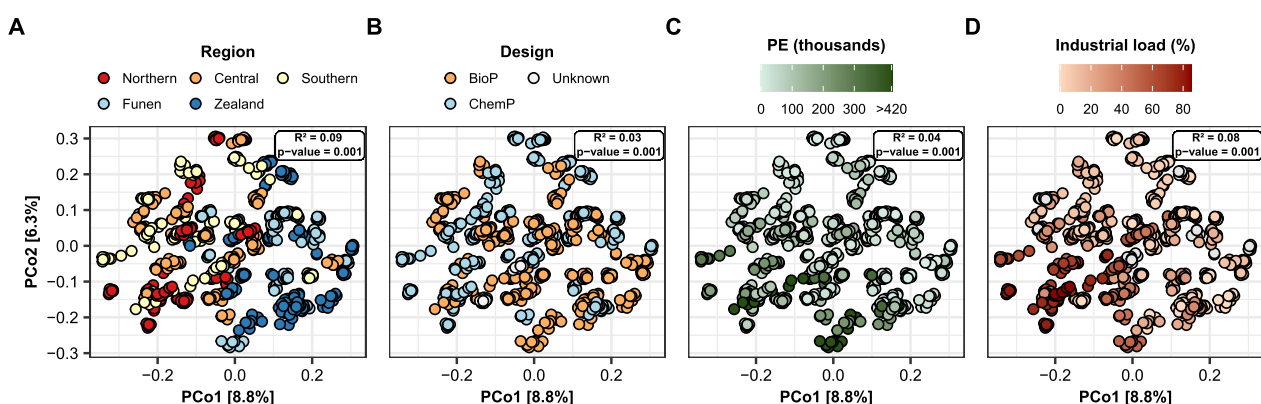 A
Region
Northern
Central
Southern
Funen
Zealand
R² = 0.09
p−value = 0.001
PCo2 [6.3%]
0.3
0.2
0.1
0.0
−0.1
−0.2
−0.3
−0.2
0.0
0.2
PCo1 [8.8%]
B
Design
BioP
Unknown
ChemP
R² = 0.03
p−value = 0.001
−0.2
0.0
0.2
PCo1 [8.8%]
C
PE (thousands)
0
100
200
300
>420
R² = 0.04
p−value = 0.001
−0.2
0.0
0.2
PCo1 [8.8%]
D
Industrial load (%)
0
20
40
60
80
R² = 0.08
p−value = 0.001
−0.2
0.0
0.2
PCo1 [8.8%]